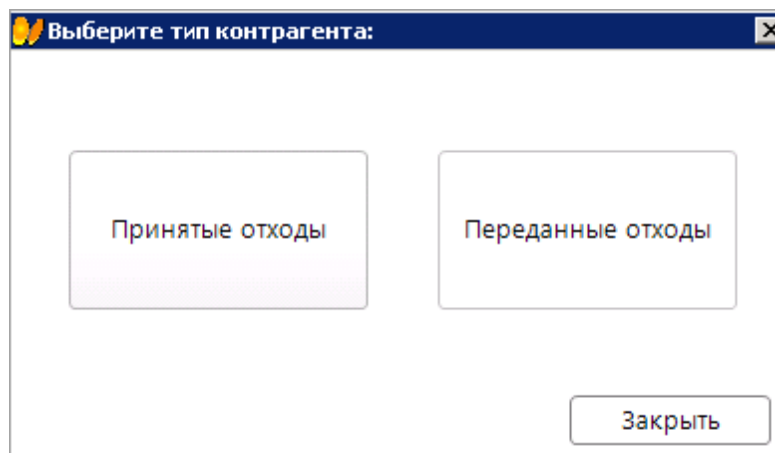 Выберите тип контрагента:
Принятые отходы
Переданные отходы
Закрыть